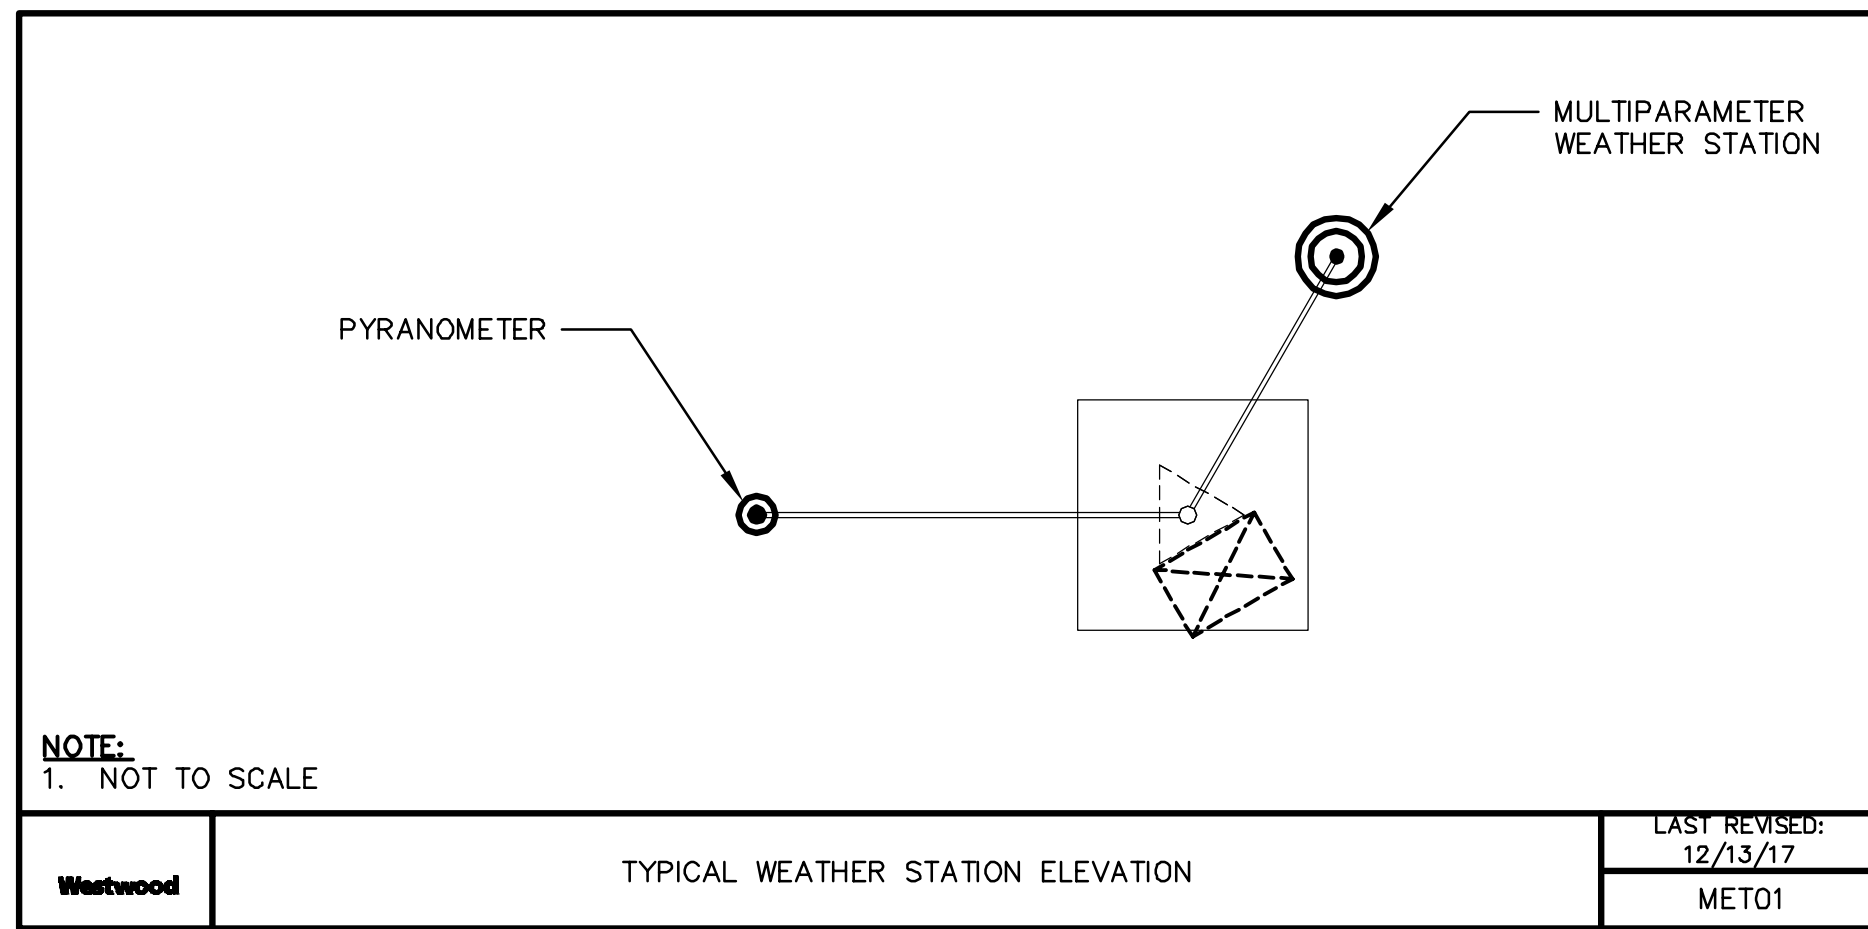 MULTIPARAMETER
WEATHER STATION
PYRANOMETER
NOTE:
1. NOT TO SCALE
Westwood
TYPICAL WEATHER STATION ELEVATION
LAST REVISED:
12/13/17
MET01